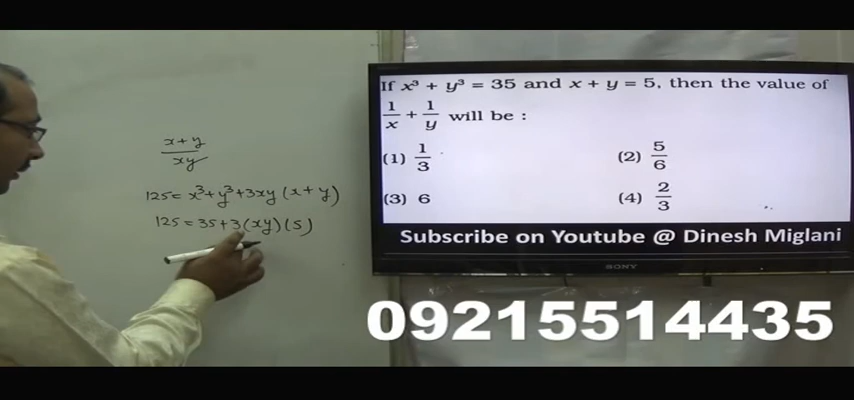 x+y
xy
125 = x³+y³+3xy(x+y)
125 = 35+3(xy)(5)
If x³ + y³ = 35 and x + y = 5, then the value of
1/x + 1/y will be :
(1) 1/3 (2) 5/6
(3) 6 (4) 2/3
Subscribe on Youtube @ Dinesh Miglani
SONY
09215514435